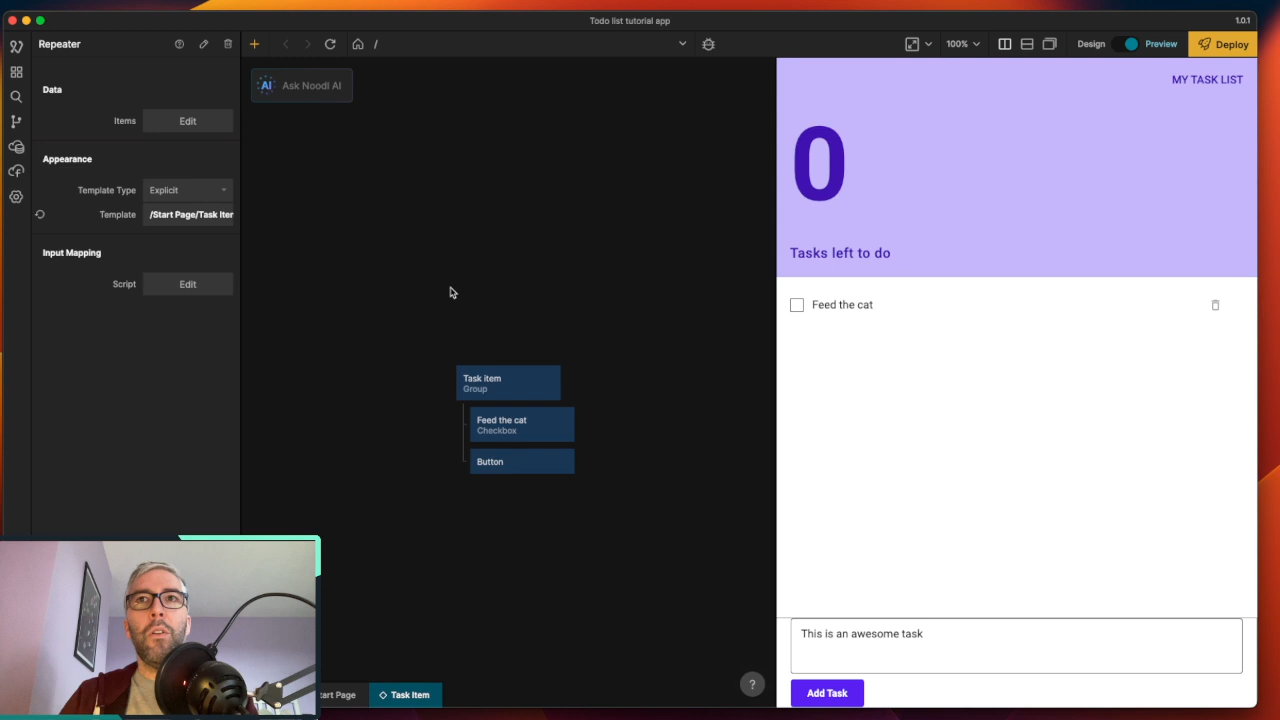 Todo list tutorial app
1.0.1
Repeater
/
100%
Design
Preview
Deploy
Data
Items
Edit
Appearance
Template Type
Explicit
Template
/Start Page/Task Iter
Input Mapping
Script
Edit
AI Ask Noodl AI
Task item
Group
Feed the cat
Checkbox
Button
tart Page
Task Item
?
MY TASK LIST
0
Tasks left to do
Feed the cat
This is an awesome task
Add Task